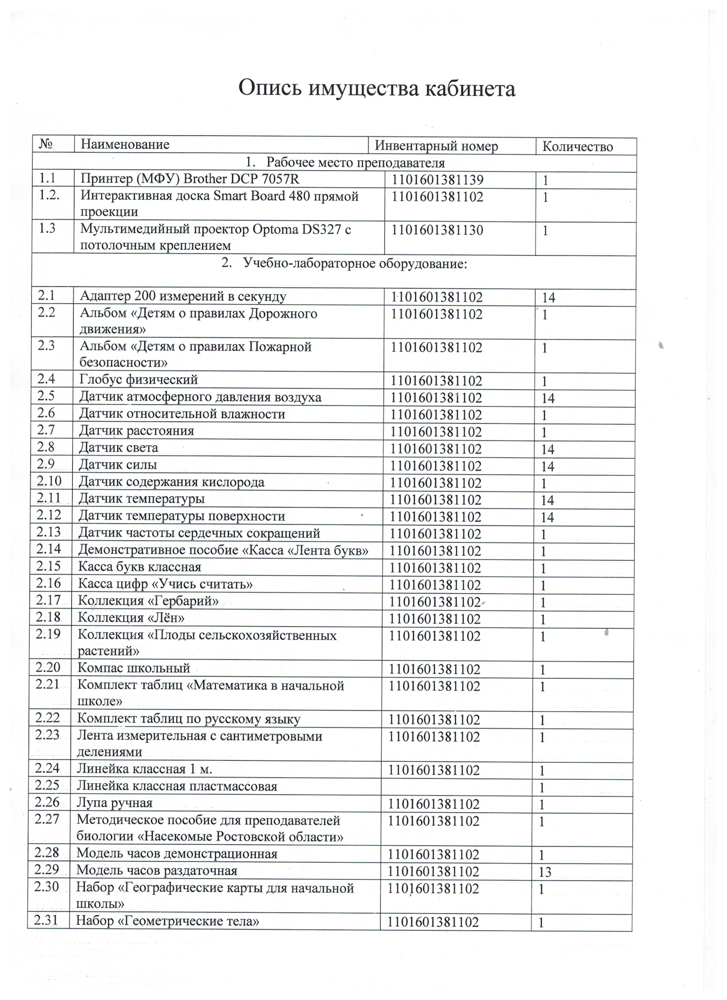 Опись имущества кабинета
№ Наименование Инвентарный номер Количество
1. Рабочее место преподавателя
1.1 Принтер (МФУ) Brother DCP 7057R 1101601381139 1
1.2. Интерактивная доска Smart Board 480 прямой 1101601381102 1
проекции
1.3 Мультимедийный проектор Optoma DS327 с 1101601381130 1
потолочным креплением
2. Учебно-лабораторное оборудование:
2.1 Адаптер 200 измерений в секунду 1101601381102 14
2.2 Альбом «Детям о правилах Дорожного 1101601381102 1
движения»
2.3 Альбом «Детям о правилах Пожарной 1101601381102 1
безопасности»
2.4 Глобус физический 1101601381102 1
2.5 Датчик атмосферного давления воздуха 1101601381102 14
2.6 Датчик относительной влажности 1101601381102 1
2.7 Датчик расстояния 1101601381102 1
2.8 Датчик света 1101601381102 14
2.9 Датчик силы 1101601381102 14
2.10 Датчик содержания кислорода 1101601381102 1
2.11 Датчик температуры 1101601381102 14
2.12 Датчик температуры поверхности 1101601381102 14
2.13 Датчик частоты сердечных сокращений 1101601381102 1
2.14 Демонстративное пособие «Касса «Лента букв» 1101601381102 1
2.15 Касса букв классная 1101601381102 1
2.16 Касса цифр «Учись считать» 1101601381102 1
2.17 Коллекция «Гербарий» 1101601381102 1
2.18 Коллекция «Лён» 1101601381102 1
2.19 Коллекция «Плоды сельскохозяйственных 1101601381102 1
растений»
2.20 Компас школьный 1101601381102 1
2.21 Комплект таблиц «Математика в начальной 1101601381102 1
школе»
2.22 Комплект таблиц по русскому языку 1101601381102 1
2.23 Лента измерительная с сантиметровыми 1101601381102 1
делениями
2.24 Линейка классная 1 м. 1101601381102 1
2.25 Линейка классная пластмассовая 1
2.26 Лупа ручная 1101601381102 1
2.27 Методическое пособие для преподавателей 1101601381102 1
биологии «Насекомые Ростовской области»
2.28 Модель часов демонстрационная 1101601381102 1
2.29 Модель часов раздаточная 1101601381102 13
2.30 Набор «Географические карты для начальной 1101601381102 1
школы»
2.31 Набор «Геометрические тела» 1101601381102 1